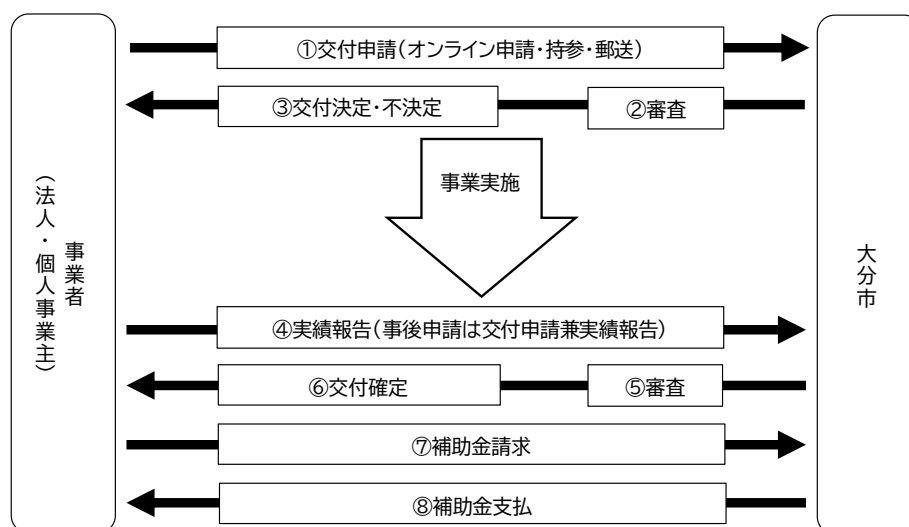 ①交付申請(オンライン申請・持参・郵送)
③交付決定・不決定
②審査
事業実施
事業者
(法人・個人事業主)
大分市
④実績報告(事後申請は交付申請兼実績報告)
⑥交付確定
⑤審査
⑦補助金請求
⑧補助金支払